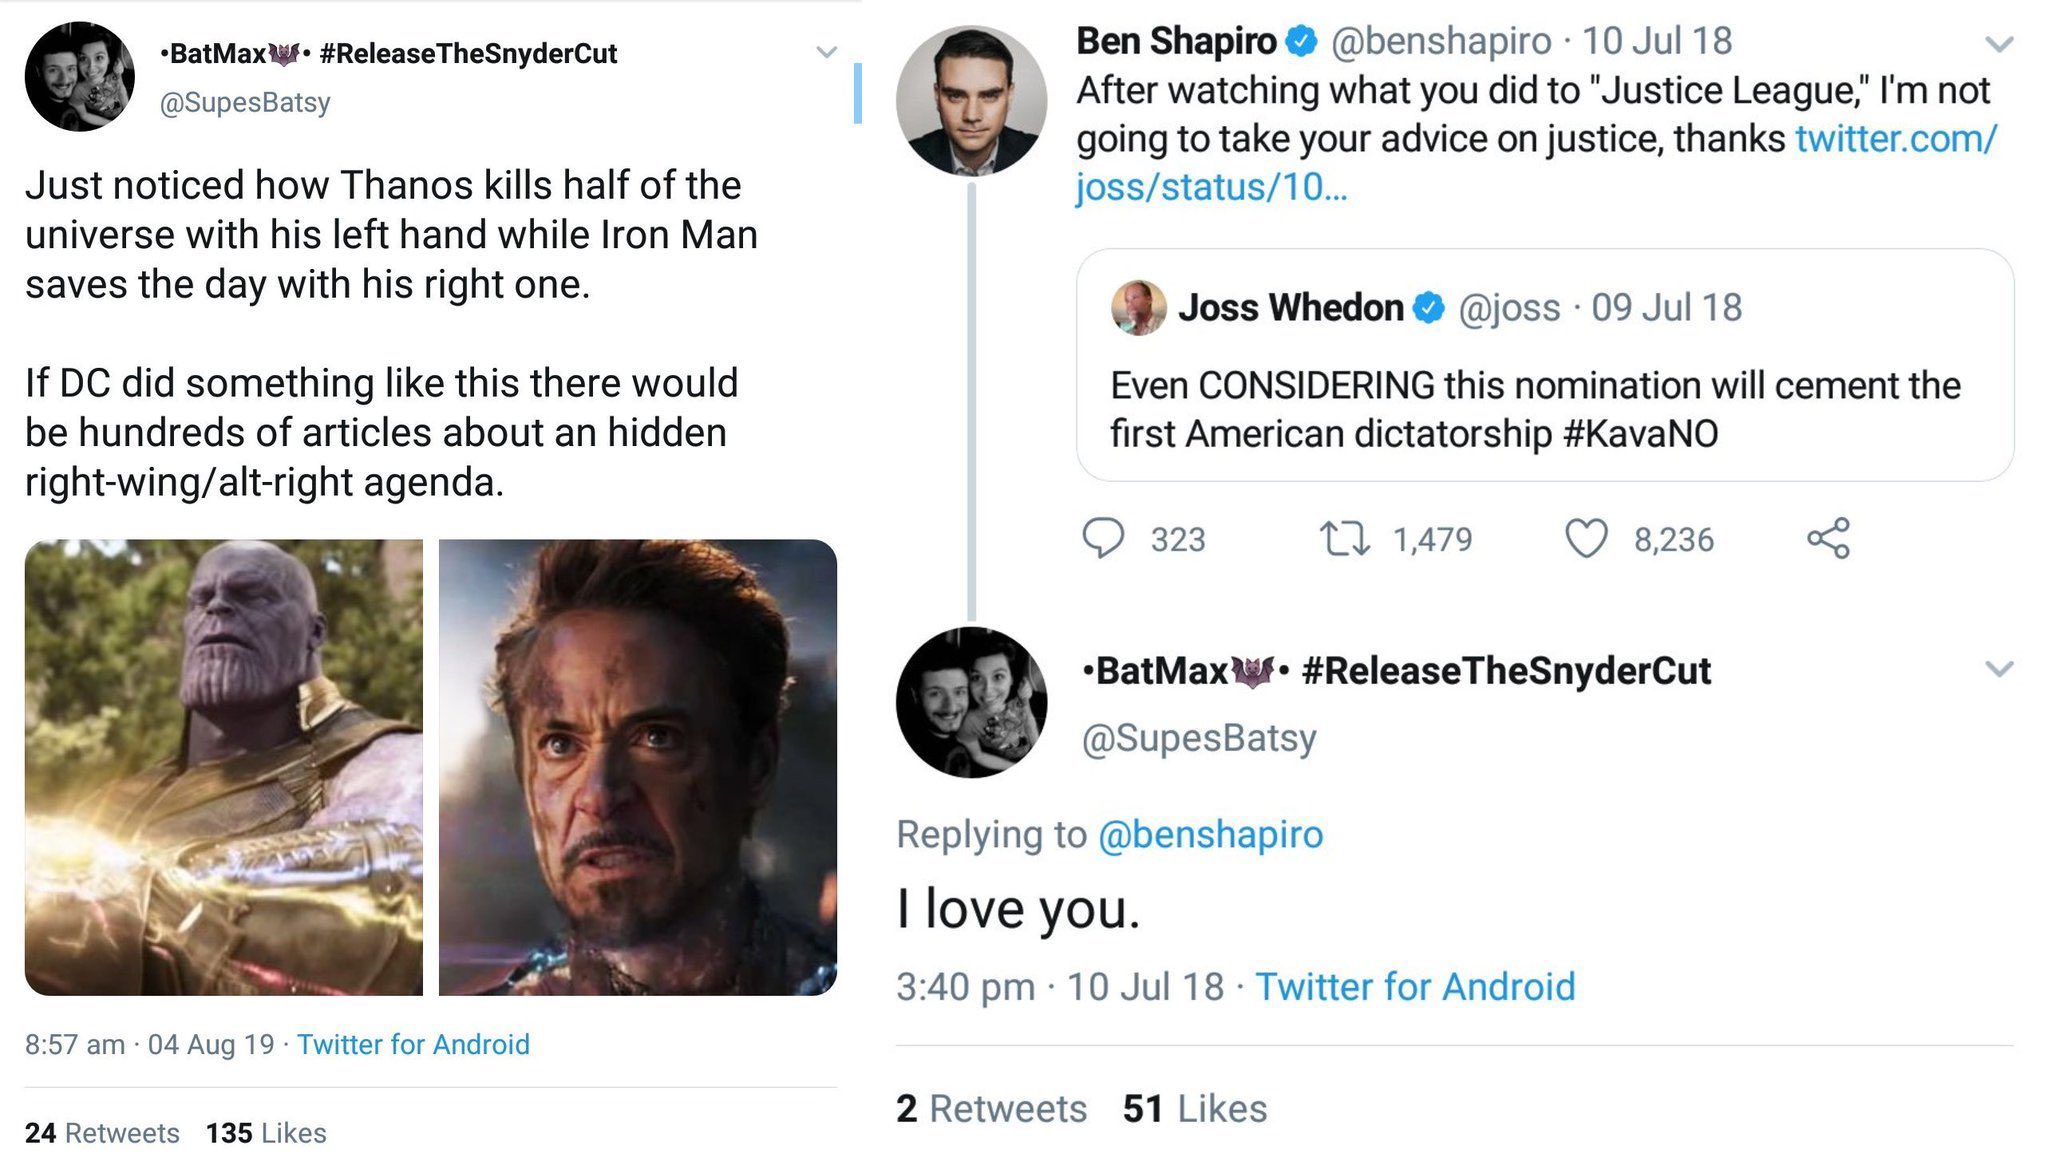 •BatMax🦇• #ReleaseTheSnyderCut
@SupesBatsy
Just noticed how Thanos kills half of the
universe with his left hand while Iron Man
saves the day with his right one.
If DC did something like this there would
be hundreds of articles about an hidden
right-wing/alt-right agenda.
8:57 am · 04 Aug 19 · Twitter for Android
24 Retweets 135 Likes
Ben Shapiro @benshapiro · 10 Jul 18
After watching what you did to "Justice League," I'm not
going to take your advice on justice, thanks twitter.com/
joss/status/10…
Joss Whedon @joss · 09 Jul 18
Even CONSIDERING this nomination will cement the
first American dictatorship #KavaNO
323 1,479 8,236
•BatMax🦇• #ReleaseTheSnyderCut
@SupesBatsy
Replying to @benshapiro
I love you.
3:40 pm · 10 Jul 18 · Twitter for Android
2 Retweets 51 Likes